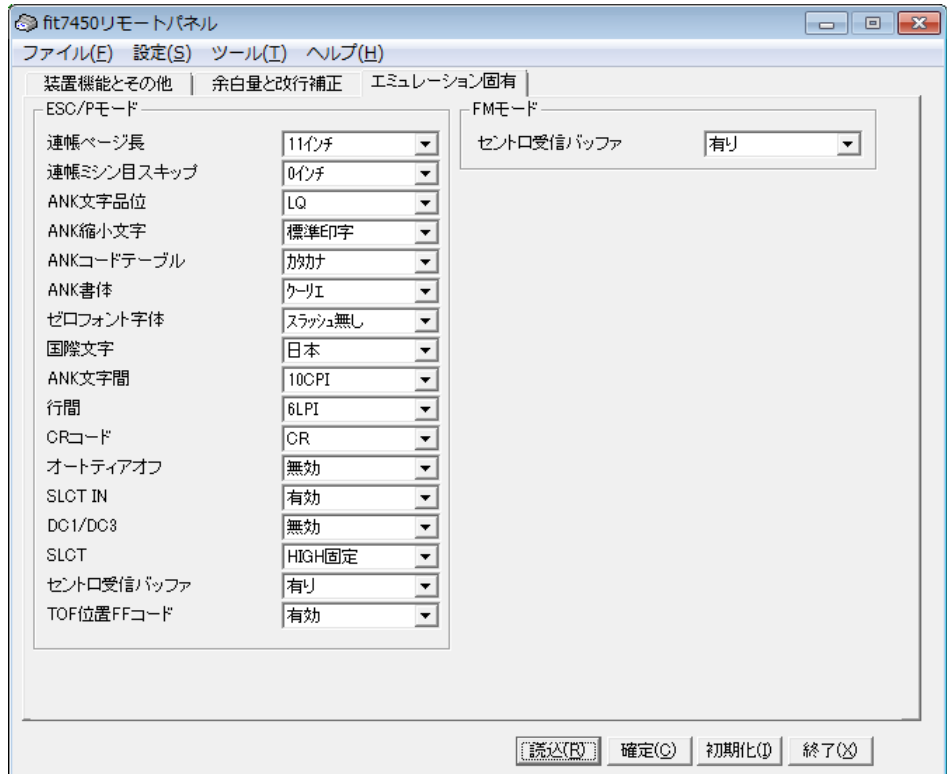 fit7450リモートパネル
ファイル(F) 設定(S) ツール(T) ヘルプ(H)
装置機能とその他 余白量と改行補正 エミュレーション固有
ESC/Pモード
連帳ページ長 11インチ
連帳ミシン目スキップ 0インチ
ANK文字品位 LQ
ANK縮小文字 標準印字
ANKコードテーブル カタカナ
ANK書体 クーリエ
ゼロフォント字体 スラッシュ無し
国際文字 日本
ANK文字間 10CPI
行間 6LPI
CRコード CR
オートティアオフ 無効
SLCT IN 有効
DC1/DC3 無効
SLCT HIGH固定
セントロ受信バッファ 有り
TOF位置FFコード 有効
FMモード
セントロ受信バッファ 有り
読込(R) 確定(C) 初期化(I) 終了(X)